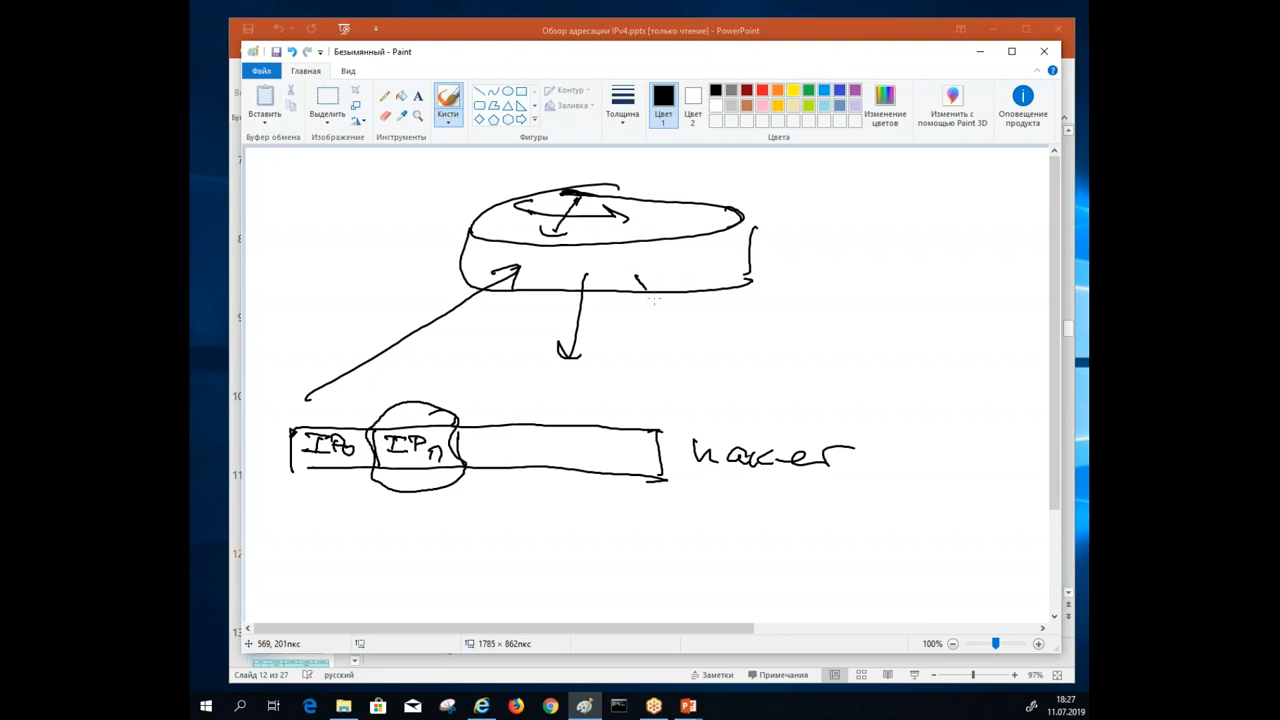 Обзор адресации IPv4.pptx [только чтение] - PowerPoint
Безымянный - Paint
Файл Главная Вид
Вставить
Выделить
A
Кисти
Контур
Заливка
Толщина
Цвет 1
Цвет 2
Изменение цветов
Изменить с помощью Paint 3D
Оповещение продукта
Буфер обмена Изображение Инструменты Фигуры Цвета
IPо IPп пакет
569, 201пкс 1785 × 862пкс 100%
Слайд 12 из 27 русский Заметки Примечания 97%
18:27
11.07.2019